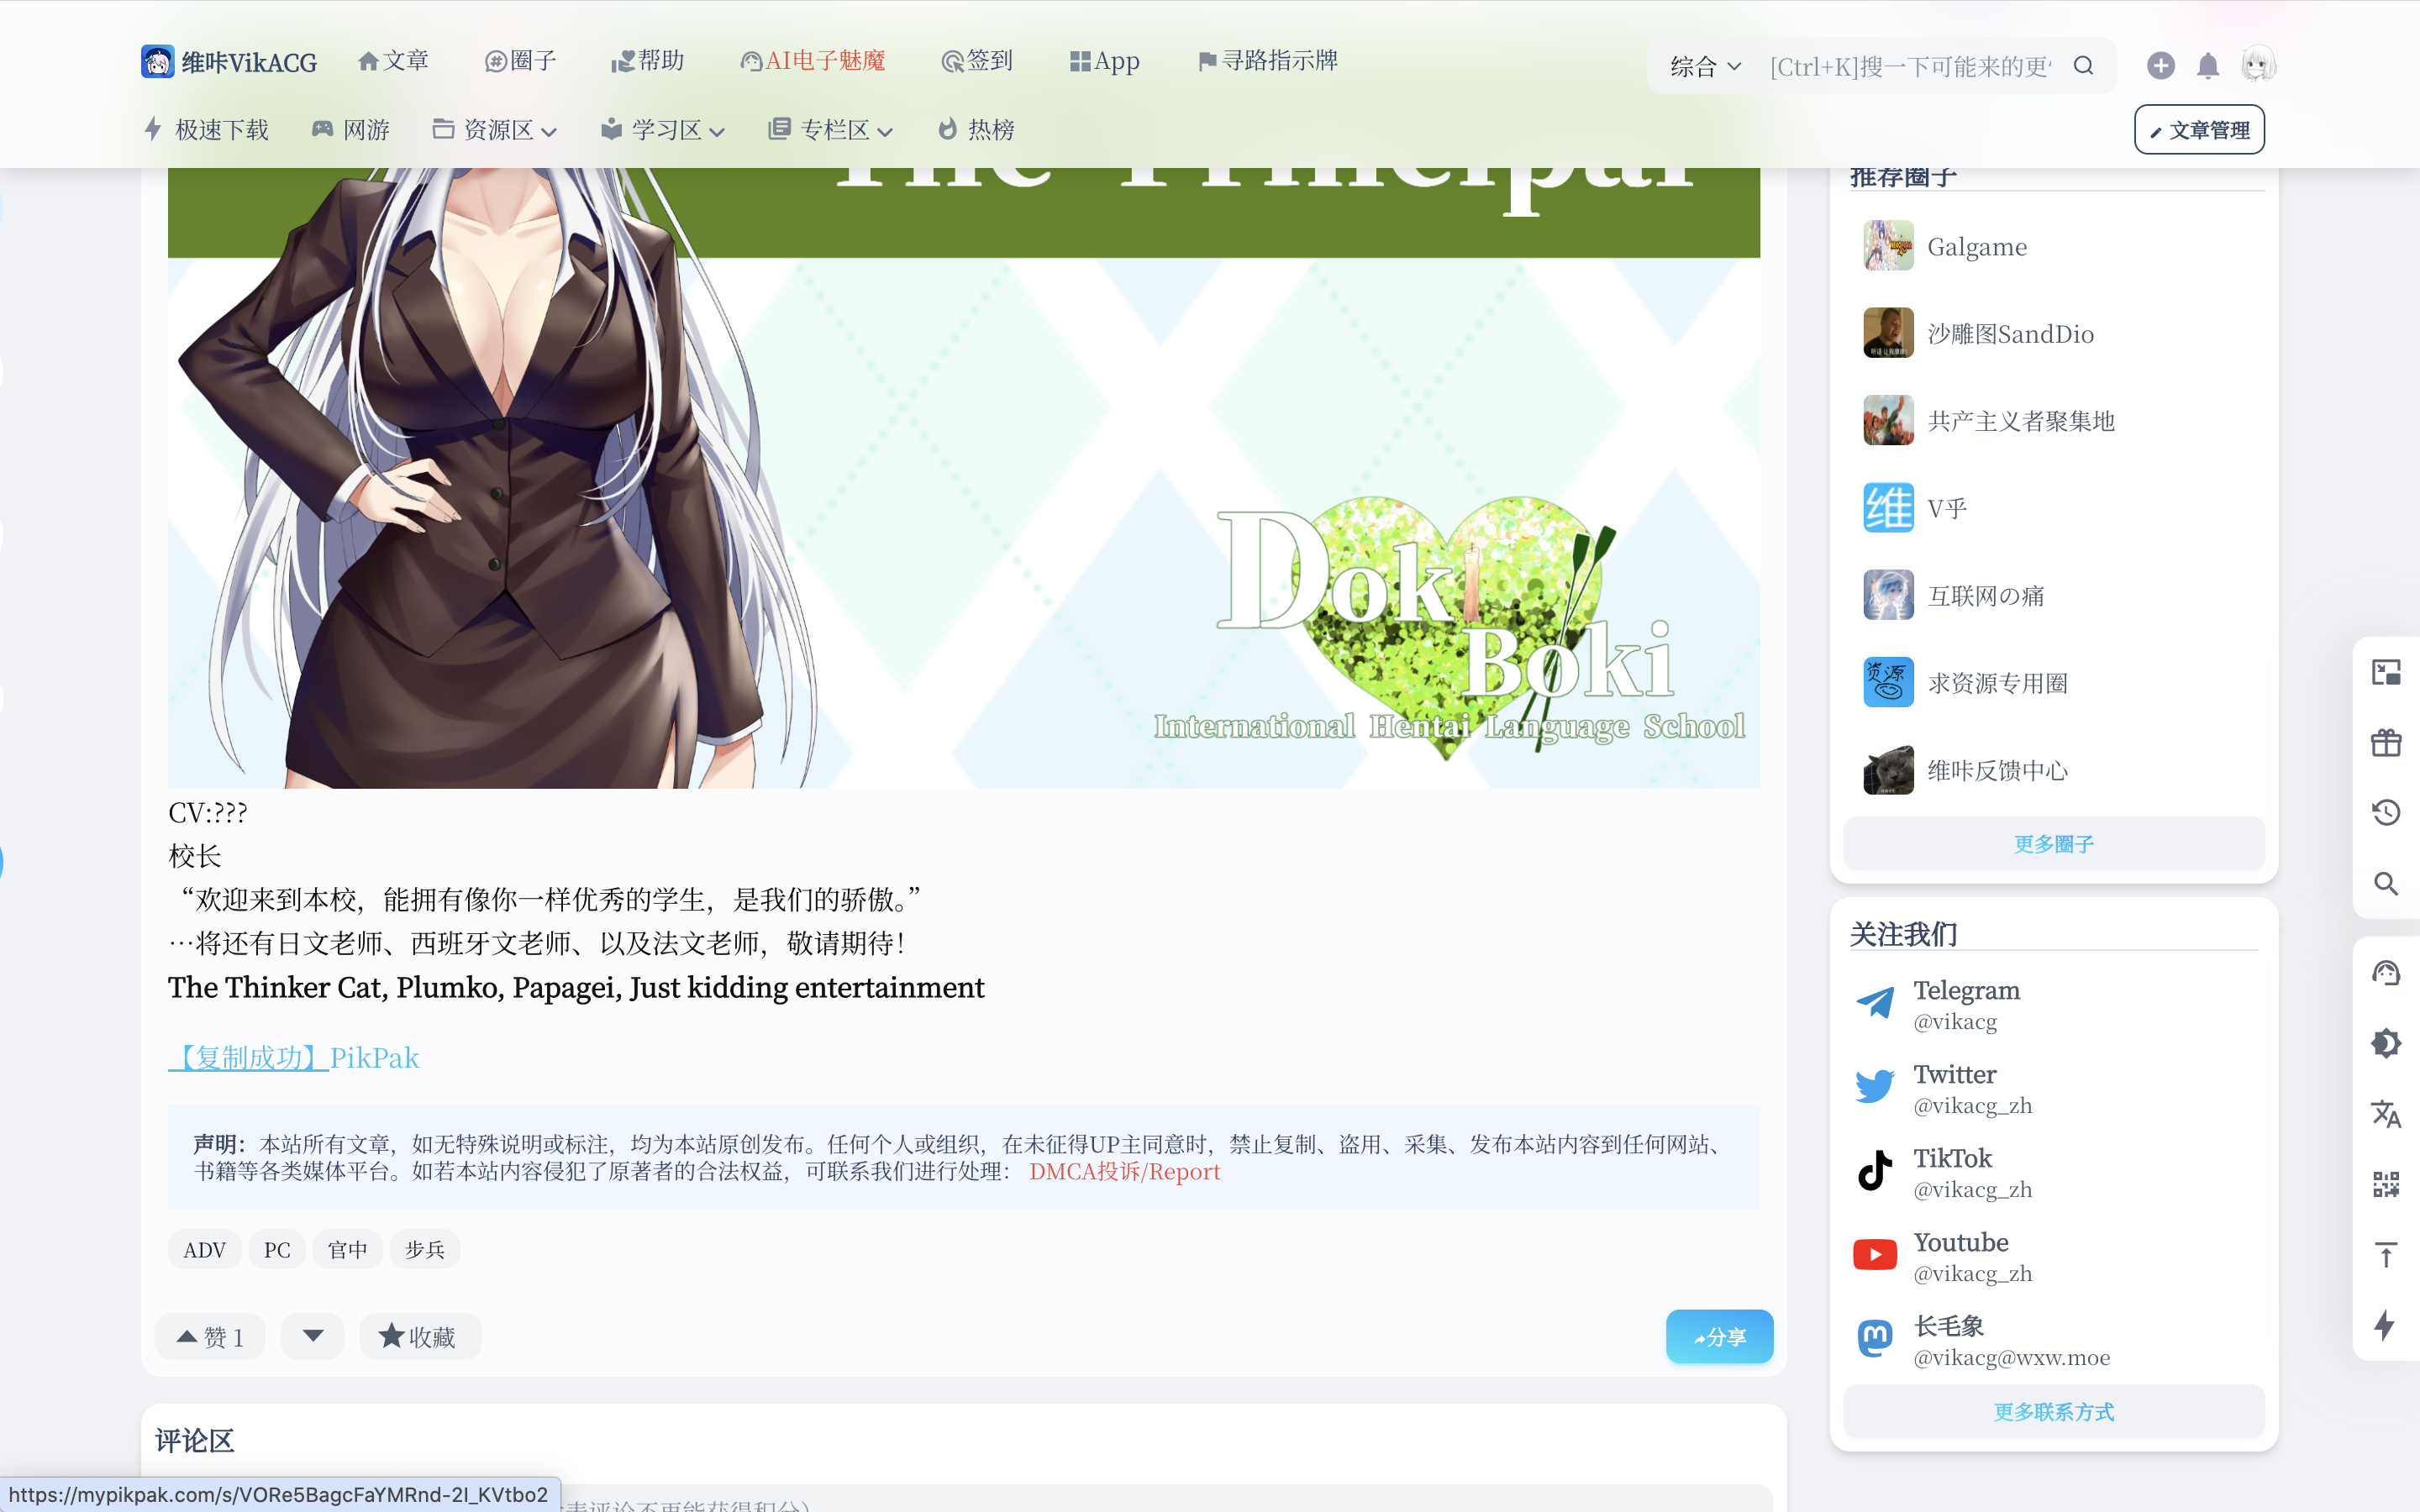 维咔VikACG
文章
圈子
帮助
AI电子魅魔
签到
App
寻路指示牌
综合
[Ctrl+K]搜一下可能来的更
极速下载
网游
资源区
学习区
专栏区
热榜
文章管理
The Principal
Doki
Boki
International Hentai Language School
CV:???
校长
“欢迎来到本校，能拥有像你一样优秀的学生，是我们的骄傲。”
…将还有日文老师、西班牙文老师、以及法文老师，敬请期待！
The Thinker Cat, Plumko, Papagei, Just kidding entertainment
【复制成功】PikPak
声明：本站所有文章，如无特殊说明或标注，均为本站原创发布。任何个人或组织，在未征得UP主同意时，禁止复制、盗用、采集、发布本站内容到任何网站、
书籍等各类媒体平台。如若本站内容侵犯了原著者的合法权益，可联系我们进行处理： DMCA投诉/Report
ADV
PC
官中
步兵
赞 1
收藏
分享
评论区
表评论不再能获得积分）
https://mypikpak.com/s/VORe5BagcFaYMRnd-2I_KVtbo2
推荐圈子
Galgame
沙雕图SandDio
共产主义者聚集地
维
V乎
互联网の痛
资源
求资源专用圈
维咔反馈中心
更多圈子
关注我们
Telegram
@vikacg
Twitter
@vikacg_zh
TikTok
@vikacg_zh
Youtube
@vikacg_zh
长毛象
@vikacg@wxw.moe
更多联系方式